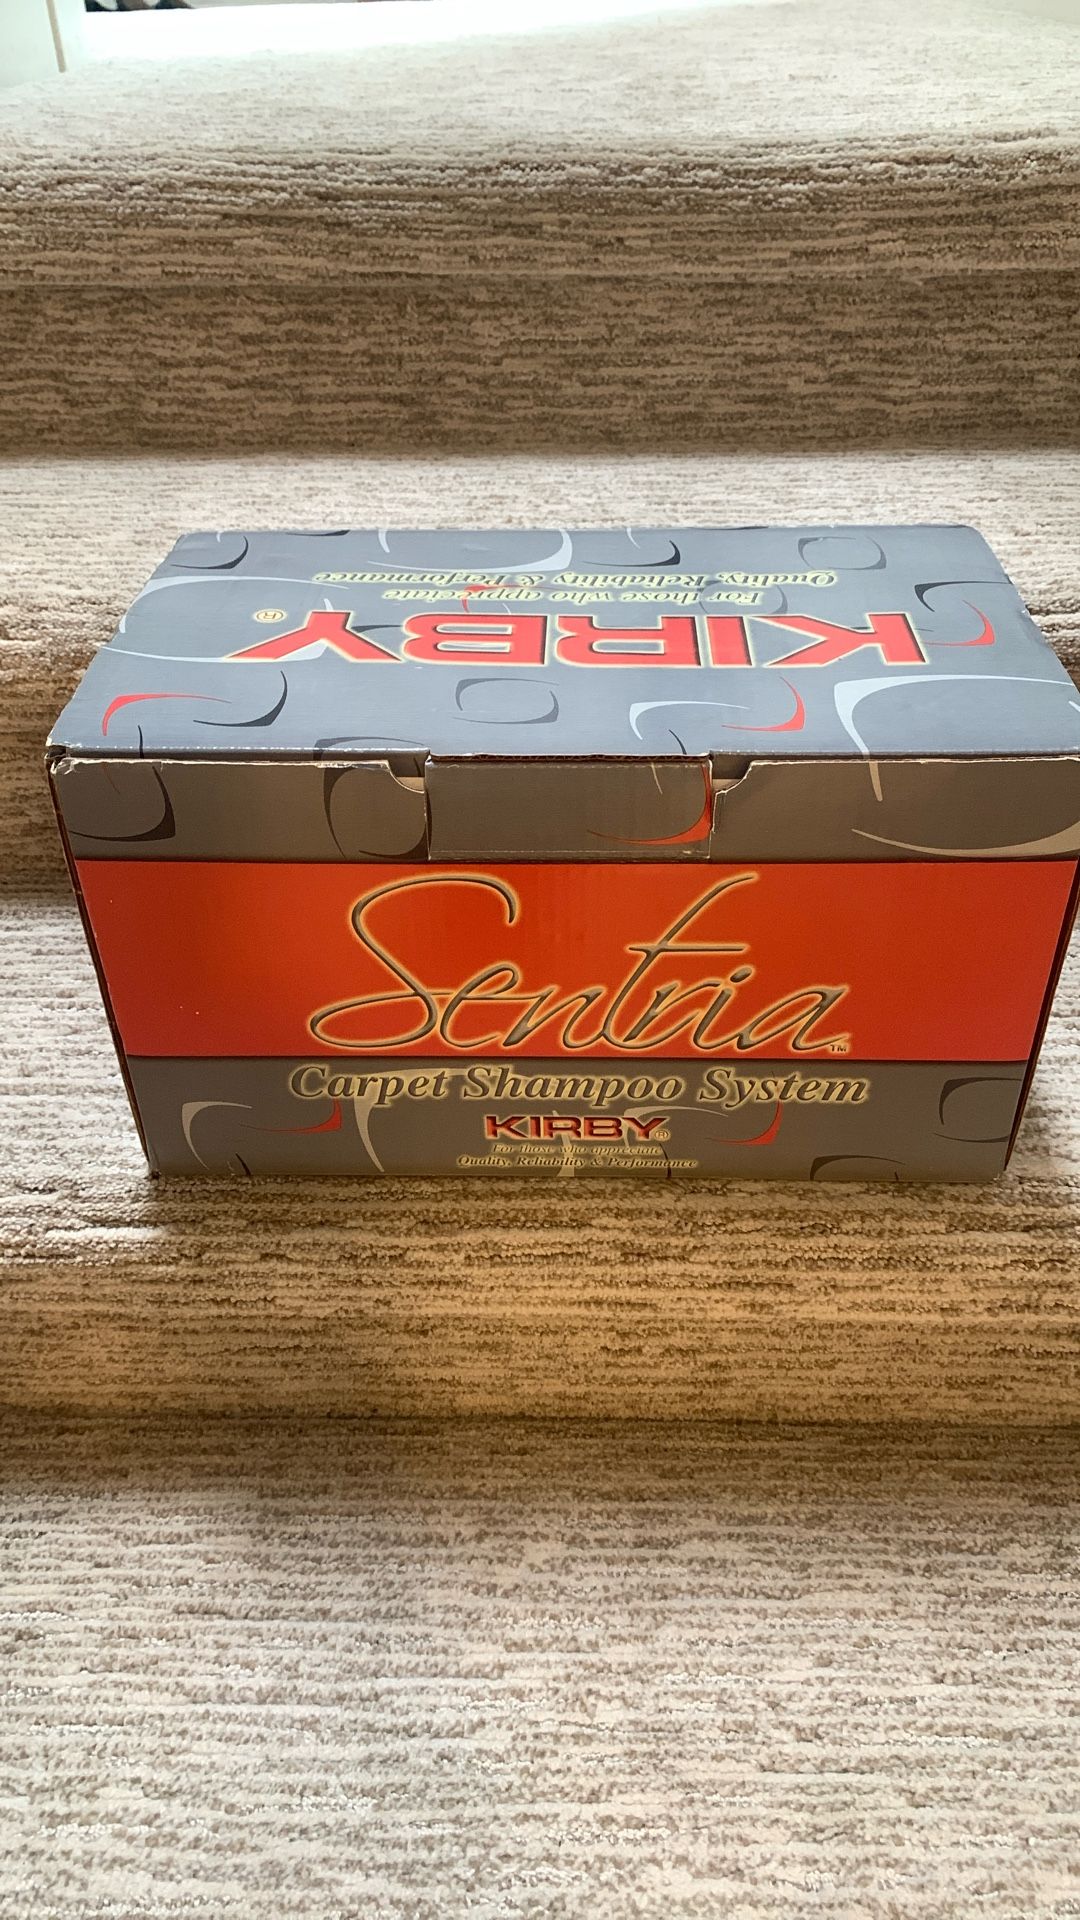 KIRBY®
For those who appreciate
Quality, Reliability & Performance
Sentria™
Carpet Shampoo System
KIRBY®
For those who appreciate
Quality, Reliability & Performance